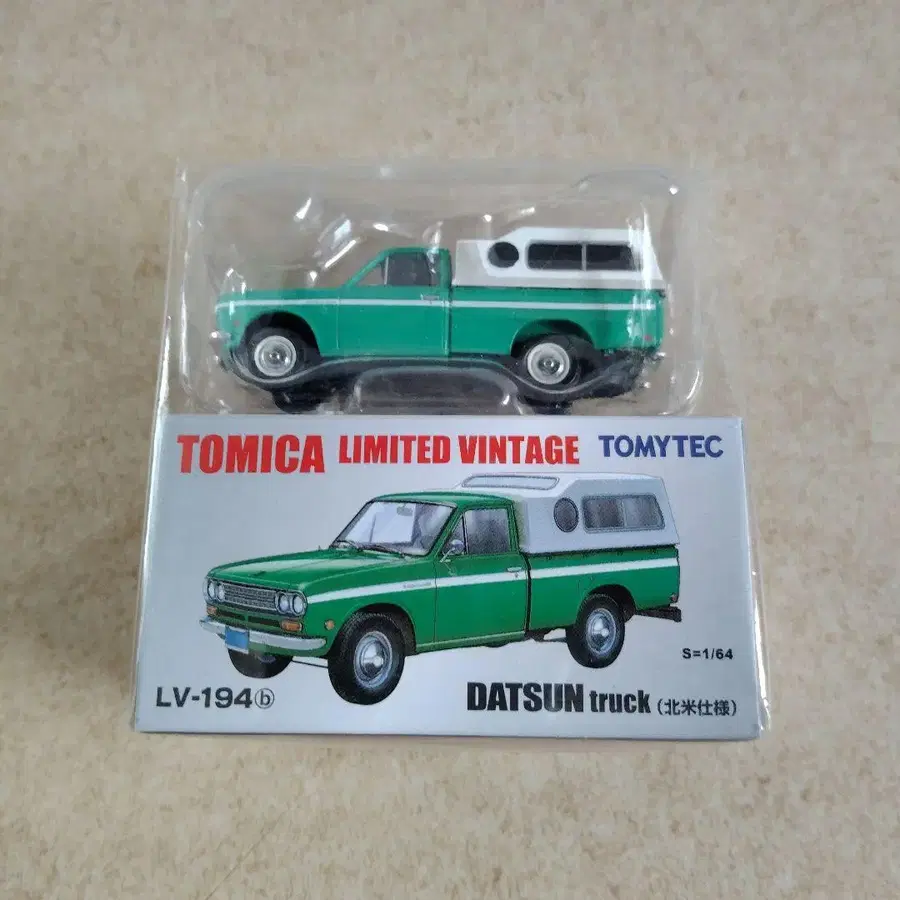 TOMICA LIMITED VINTAGE TOMYTEC
S=1/64
LV-194ⓑ DATSUN truck (北米仕様)